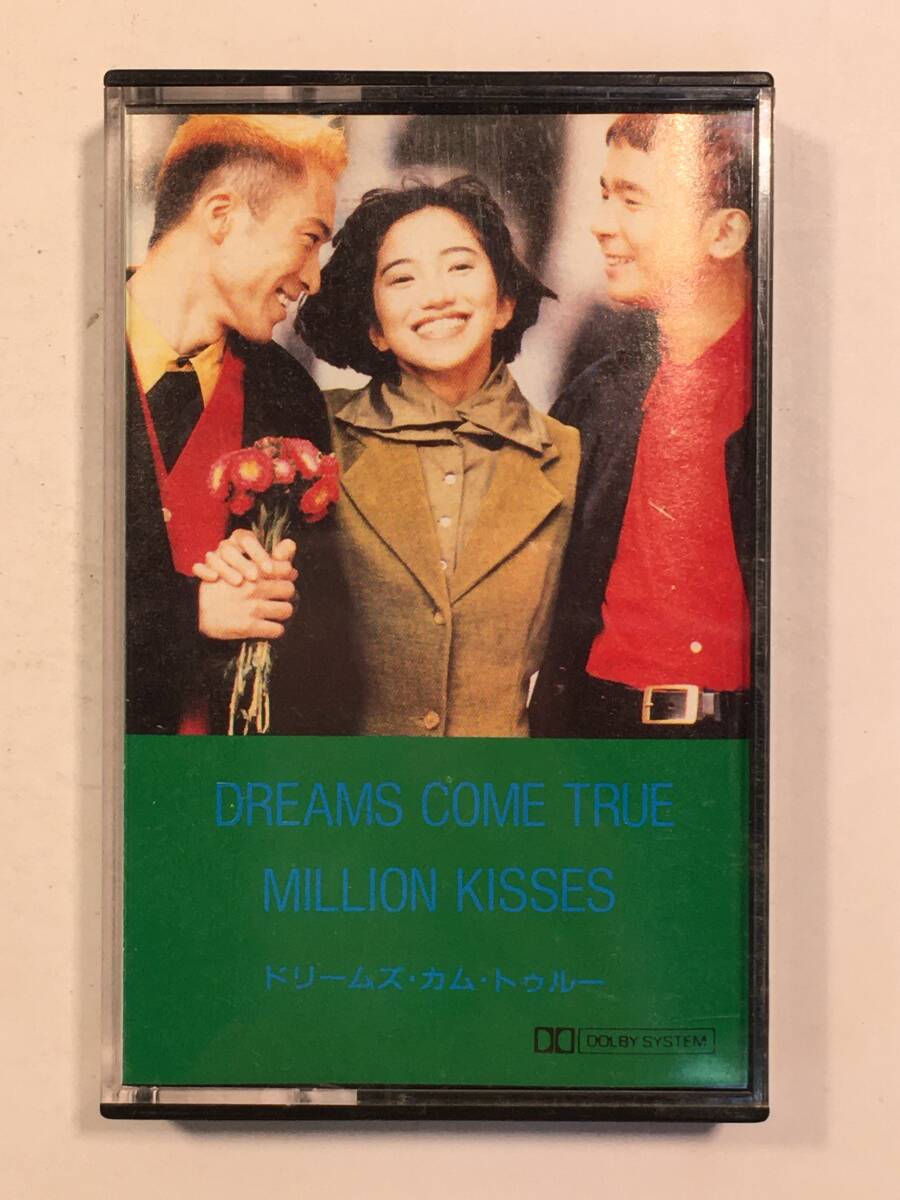 DREAMS COME TRUE
MILLION KISSES
ドリームズ・カム・トゥルー
DOLBY SYSTEM